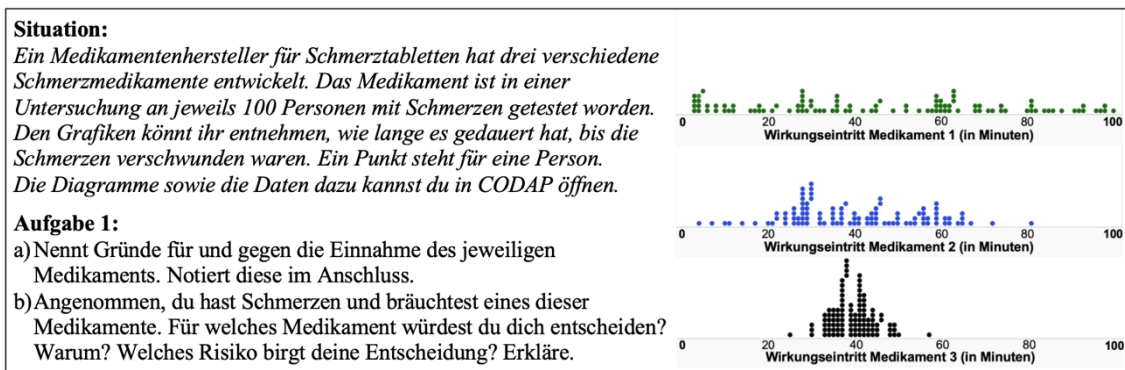 Situation:
Ein Medikamentenhersteller für Schmerztabletten hat drei verschiedene
Schmerzmedikamente entwickelt. Das Medikament ist in einer
Untersuchung an jeweils 100 Personen mit Schmerzen getestet worden.
Den Grafiken könnt ihr entnehmen, wie lange es gedauert hat, bis die
Schmerzen verschwunden waren. Ein Punkt steht für eine Person.
Die Diagramme sowie die Daten dazu kannst du in CODAP öffnen.
Aufgabe 1:
a) Nennt Gründe für und gegen die Einnahme des jeweiligen
Medikaments. Notiert diese im Anschluss.
b) Angenommen, du hast Schmerzen und bräuchtest eines dieser
Medikamente. Für welches Medikament würdest du dich entscheiden?
Warum? Welches Risiko birgt deine Entscheidung? Erkläre.
0 20 40 60 80 100
Wirkungseintritt Medikament 1 (in Minuten)
0 20 40 60 80 100
Wirkungseintritt Medikament 2 (in Minuten)
0 20 40 60 80 100
Wirkungseintritt Medikament 3 (in Minuten)